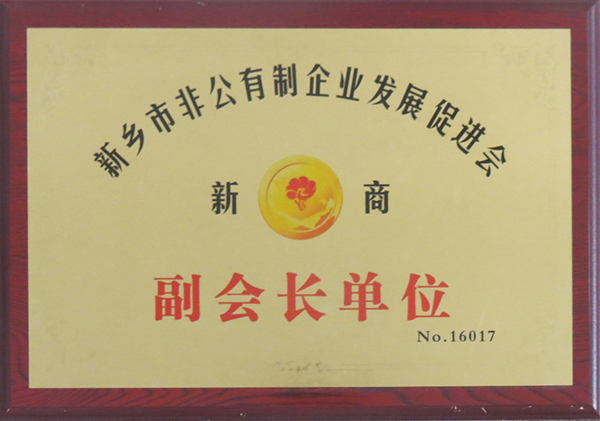 新乡市非公有制企业发展促进会
新 商
副会长单位
No.16017